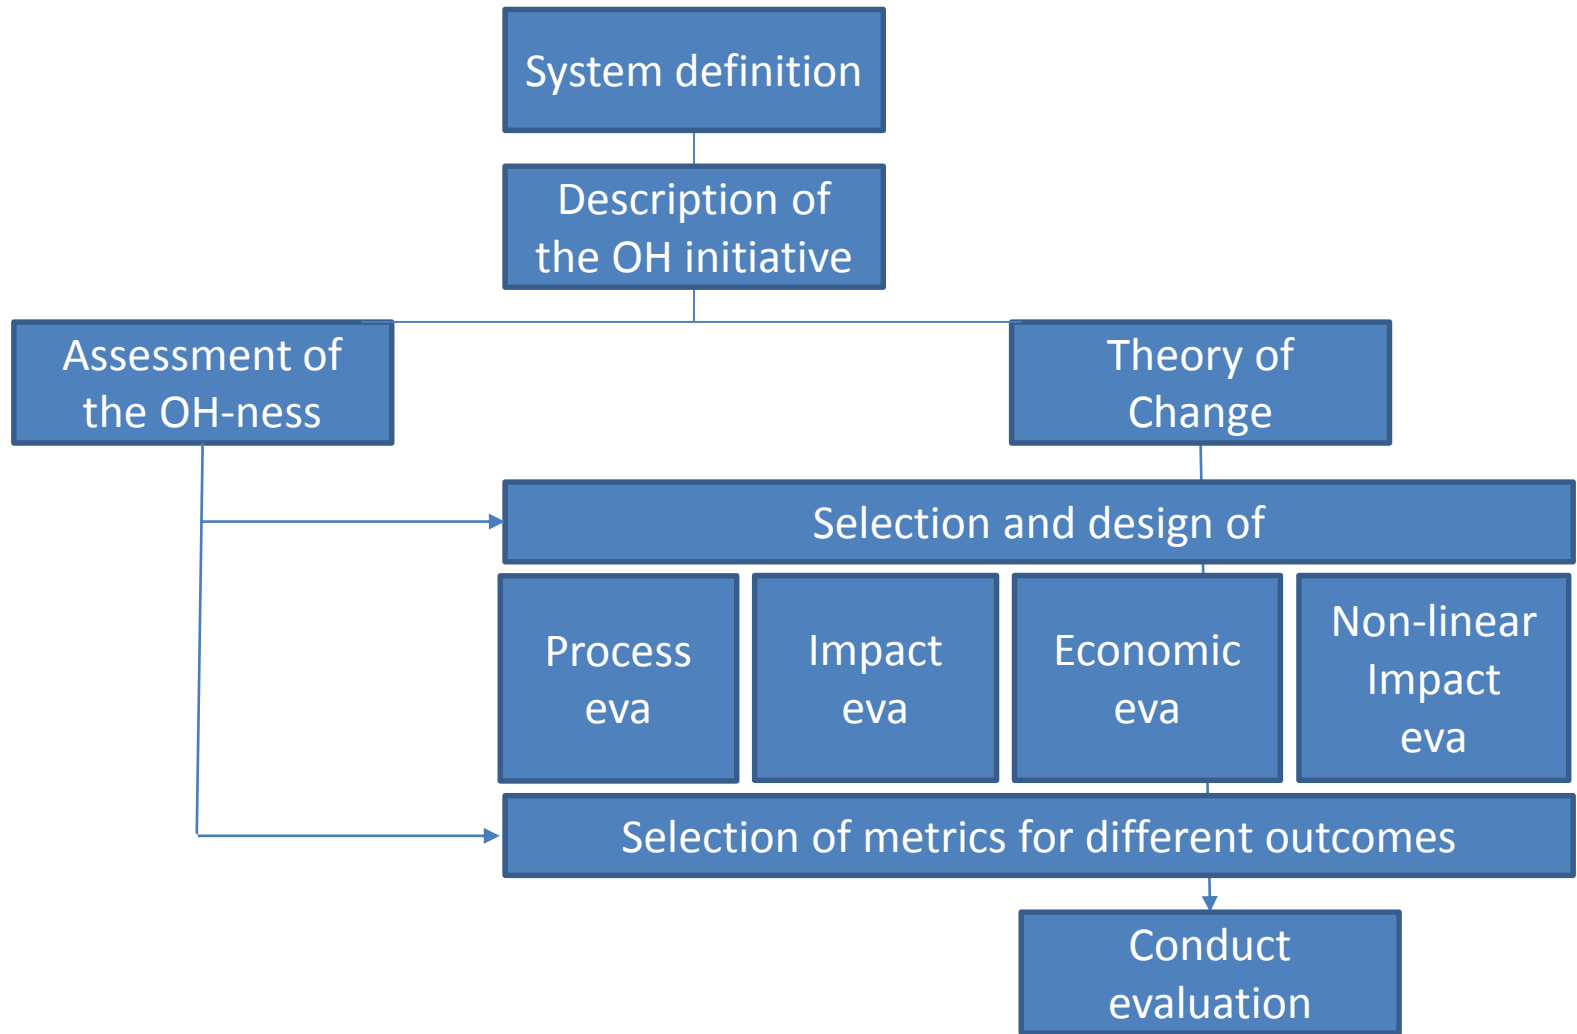 System definition
Description of
the OH initiative
Assessment of
the OH-ness
Theory of
Change
Selection and design of
Process
eva
Impact
eva
Economic
eva
Non-linear
Impact
eva
Selection of metrics for different outcomes
Conduct
evaluation